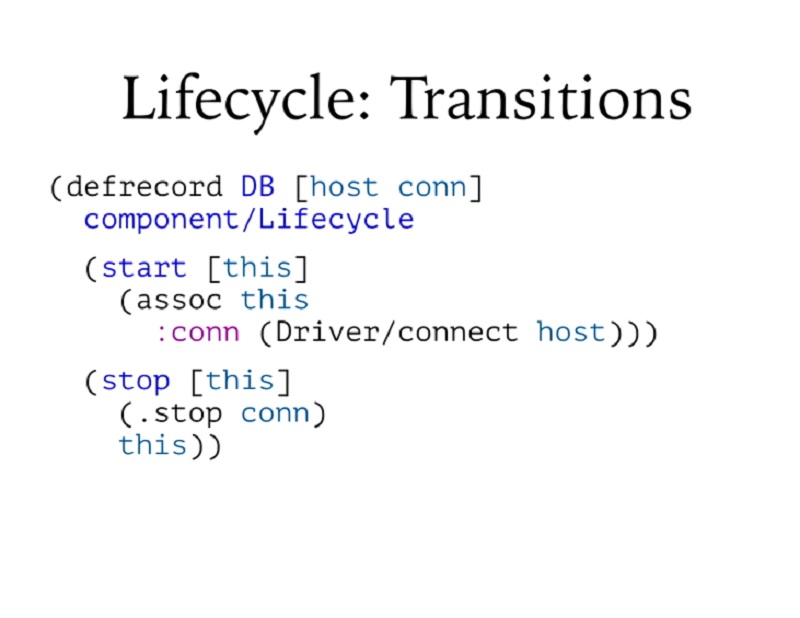 Lifecycle: Transitions
(defrecord DB [host conn]
component/Lifecycle
(start [this]
(assoc this
:conn (Driver/connect host)))
(stop [this]
(.stop conn)
this))